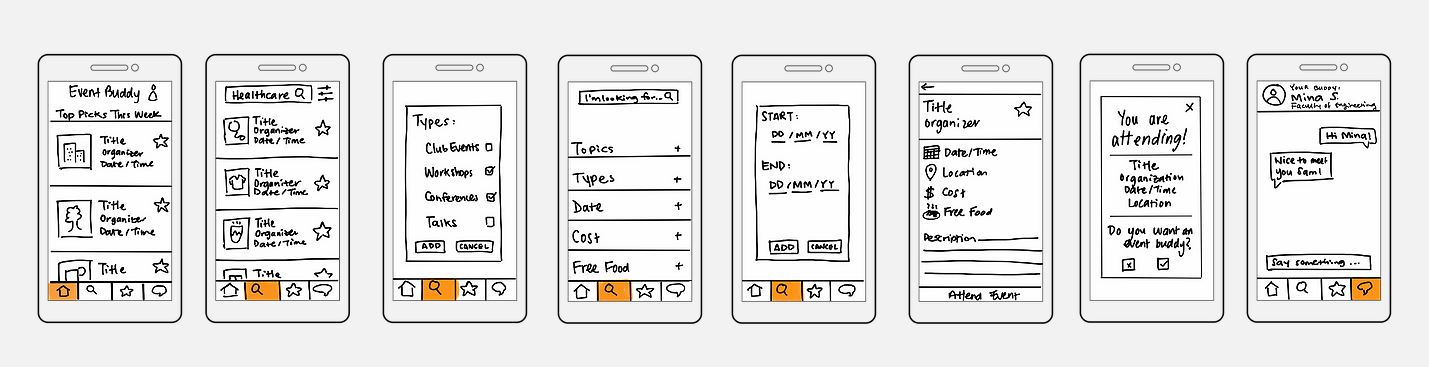 Event Buddy
Top Picks This Week
Title
Organizer
Date/Time
Title
Organizer
Date/Time
Title
Healthcare
Title
Organizer
Date/Time
Title
Organizer
Date/Time
Title
Organizer
Date/Time
Title
Types:
Club Events
Workshops
Conferences
Talks
ADD CANCEL
I'm looking for...
Topics +
Types +
Date +
Cost +
Free Food +
START:
DD/MM/YY
END:
DD/MM/YY
ADD CANCEL
Title
Organizer
Date/Time
Location
$ Cost
Free Food
Description
Attend Event
X
You are
attending!
Title
Organization
Date/Time
Location
Do you want an
event buddy?
X
Your Buddy:
Mina S.
Faculty of Engineering
Hi Mina!
Nice to meet
you Sam!
Say something...